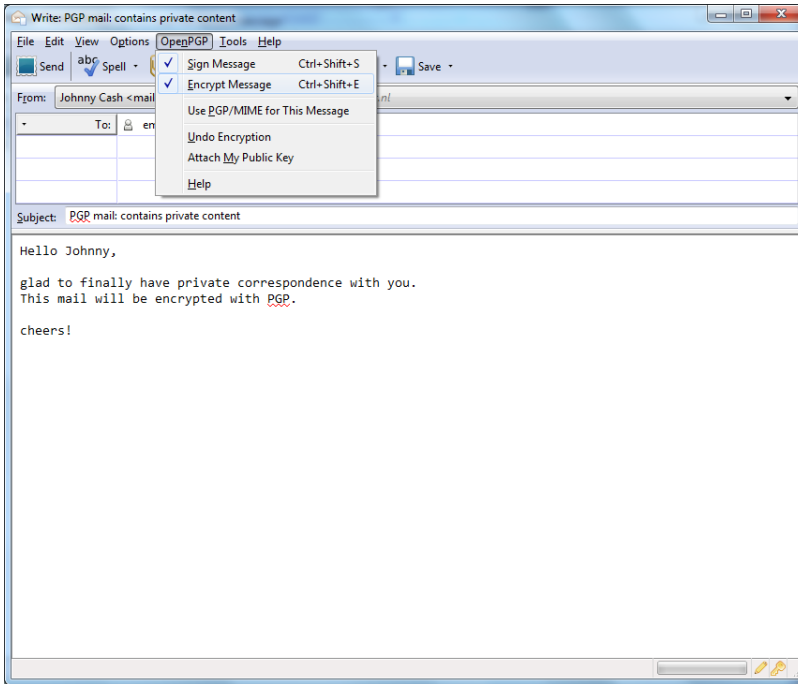 Write: PGP mail: contains private content
File Edit View Options OpenPGP Tools Help
Send Spell Save
Sign Message Ctrl+Shift+S
Encrypt Message Ctrl+Shift+E
Use PGP/MIME for This Message
Undo Encryption
Attach My Public Key
Help
From: Johnny Cash <mail nl
To: en
Subject: PGP mail: contains private content
Hello Johnny,
glad to finally have private correspondence with you.
This mail will be encrypted with PGP.
cheers!